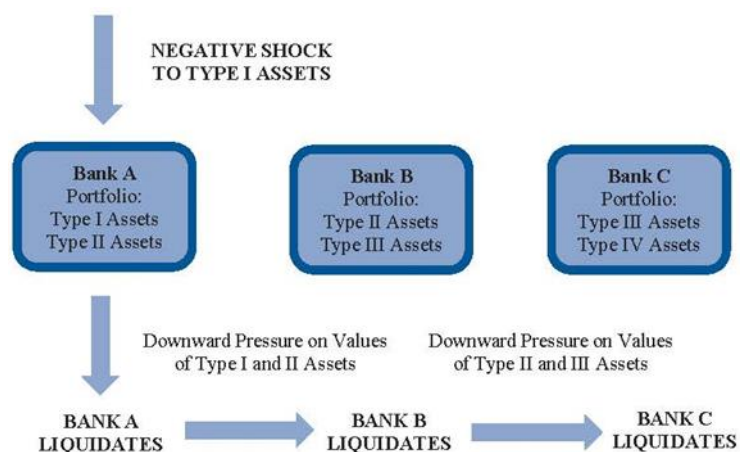 NEGATIVE SHOCK
TO TYPE I ASSETS
Bank A
Portfolio:
Type I Assets
Type II Assets
Bank B
Portfolio:
Type II Assets
Type III Assets
Bank C
Portfolio:
Type III Assets
Type IV Assets
Downward Pressure on Values
of Type I and II Assets
Downward Pressure on Values
of Type II and III Assets
BANK A
LIQUIDATES
BANK B
LIQUIDATES
BANK C
LIQUIDATES